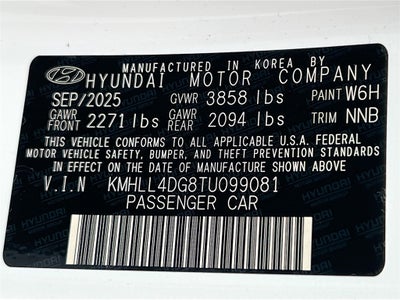 MANUFACTURED IN KOREA BY
HYUNDAI MOTOR COMPANY
SEP/2025 GVWR 3858 lbs PAINT W6H
GAWR FRONT 2271 lbs GAWR REAR 2094 lbs TRIM NNB
THIS VEHICLE CONFORMS TO ALL APPLICABLE U.S.A. FEDERAL
MOTOR VEHICLE SAFETY, BUMPER, AND THEFT PREVENTION STANDARDS
IN EFFECT ON THE DATE OF MANUFACTURE SHOWN ABOVE
V.I.N KMHLL4DG8TU099081
PASSENGER CAR